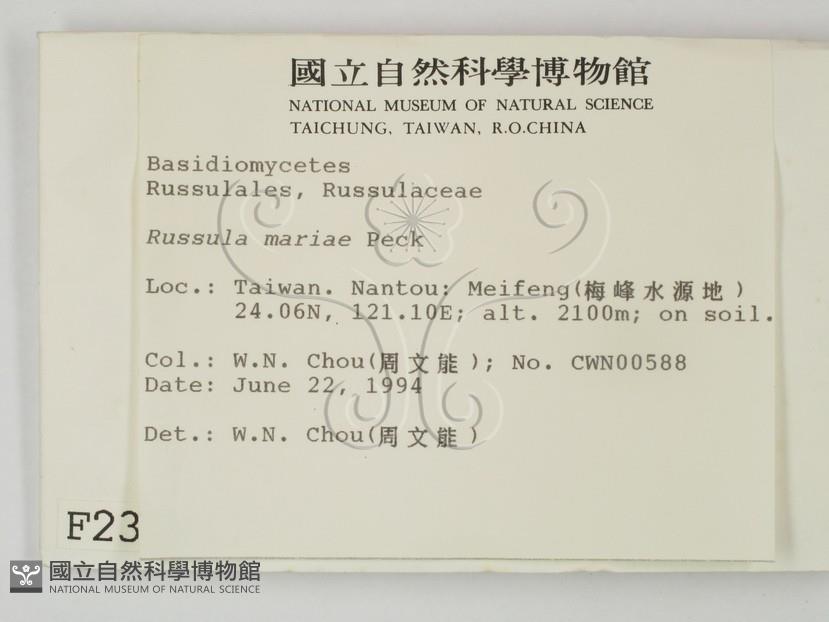 國立自然科學博物館
NATIONAL MUSEUM OF NATURAL SCIENCE
TAICHUNG, TAIWAN, R.O.CHINA
Basidiomycetes
Russulales, Russulaceae
Russula mariae Peck
Loc.: Taiwan. Nantou: Meifeng(梅峰水源地)
24.06N, 121.10E; alt. 2100m; on soil.
Col.: W.N. Chou(周文能); No. CWN00588
Date: June 22, 1994
Det.: W.N. Chou(周文能)
F23
國立自然科學博物館
NATIONAL MUSEUM OF NATURAL SCIENCE